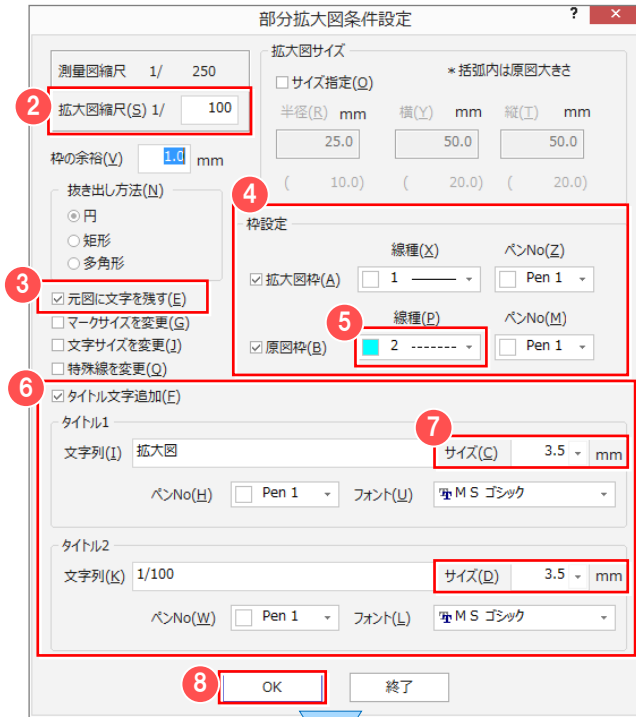 部分拡大図条件設定 ? ×
測量図縮尺 1/ 250
2 拡大図縮尺(S) 1/ 100
枠の余裕(V) 1.0 mm
抜き出し方法(N)
円
矩形
多角形
3 元図に文字を残す(E)
マークサイズを変更(G)
文字サイズを変更(J)
特殊線を変更(Q)
拡大図サイズ
サイズ指定(O) *括弧内は原図大きさ
半径(R) mm 横(Y) mm 縦(T) mm
25.0 50.0 50.0
( 10.0) ( 20.0) ( 20.0)
4 枠設定
線種(X) ペンNo(Z)
拡大図枠(A) 1 Pen 1
5 線種(P) ペンNo(M)
原図枠(B) 2 ------- Pen 1
6 タイトル文字追加(F)
タイトル1
7
文字列(I) 拡大図 サイズ(C) 3.5 mm
ペンNo(H) Pen 1 フォント(U) MS ゴシック
タイトル2
文字列(K) 1/100 サイズ(D) 3.5 mm
ペンNo(W) Pen 1 フォント(L) MS ゴシック
8 OK 終了